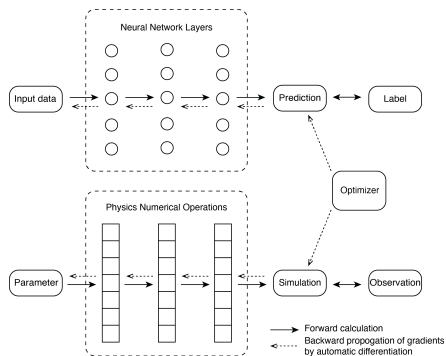 Neural Network Layers
Input data
Prediction
Label
Optimizer
Physics Numerical Operations
Parameter
Simulation
Observation
Forward calculation
Backward propogation of gradients
by automatic differentiation